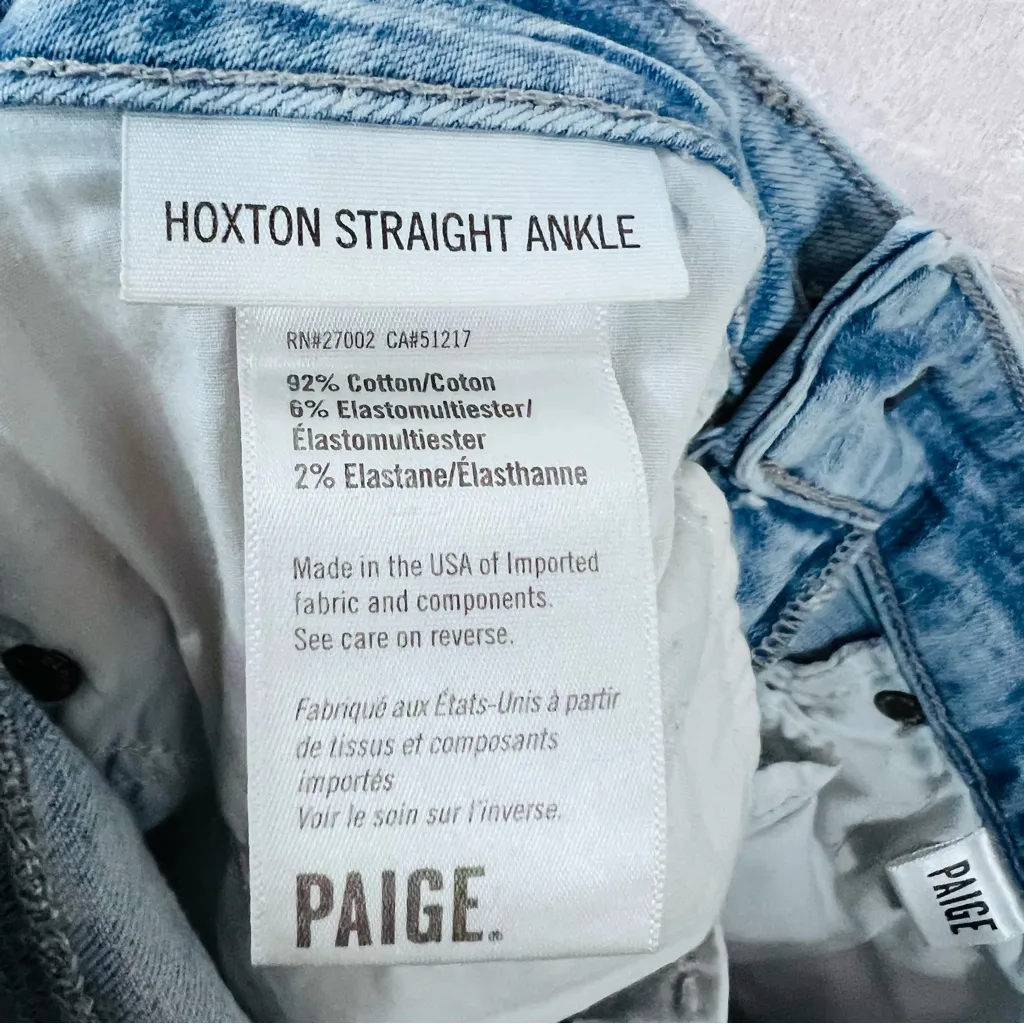 HOXTON STRAIGHT ANKLE
RN#27002 CA#51217
92% Cotton/Coton
6% Elastomultiester/
Élastomultiester
2% Elastane/Élasthanne
Made in the USA of Imported
fabric and components.
See care on reverse.
Fabriqué aux États-Unis à partir
de tissus et composants
importés
Voir le soin sur l'inverse.
PAIGE
PAIGE